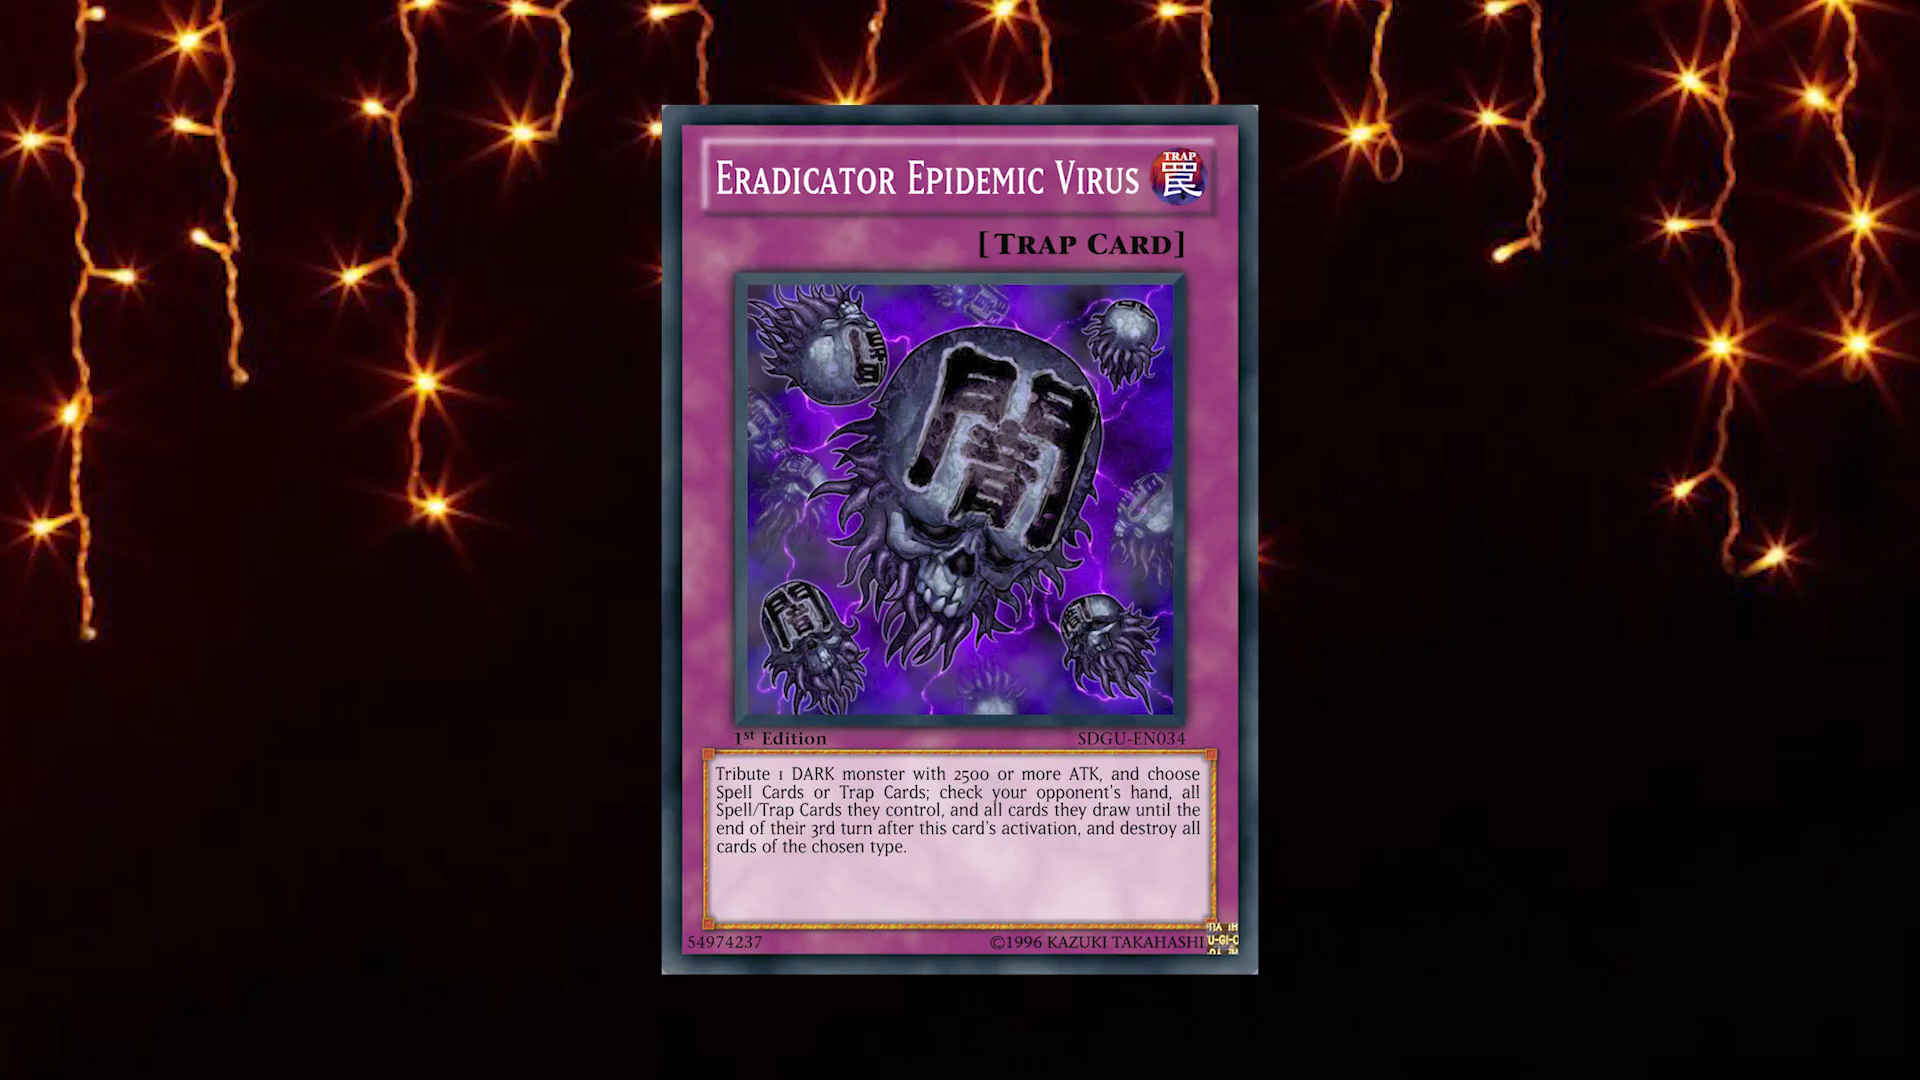 ERADICATOR EPIDEMIC VIRUS
TRAP
罠
[TRAP CARD]
闇
1st Edition
SDGU-EN034
Tribute 1 DARK monster with 2500 or more ATK, and choose
Spell Cards or Trap Cards; check your opponent's hand, all
Spell/Trap Cards they control, and all cards they draw until the
end of their 3rd turn after this card's activation, and destroy all
cards of the chosen type.
54974237
©1996 KAZUKI TAKAHASHI